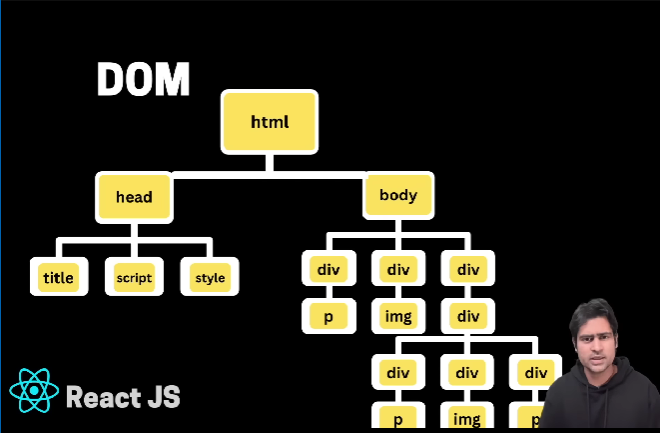 DOM
html
head
body
title
script
style
div
div
div
p
img
div
div
div
div
p
img
p
React JS